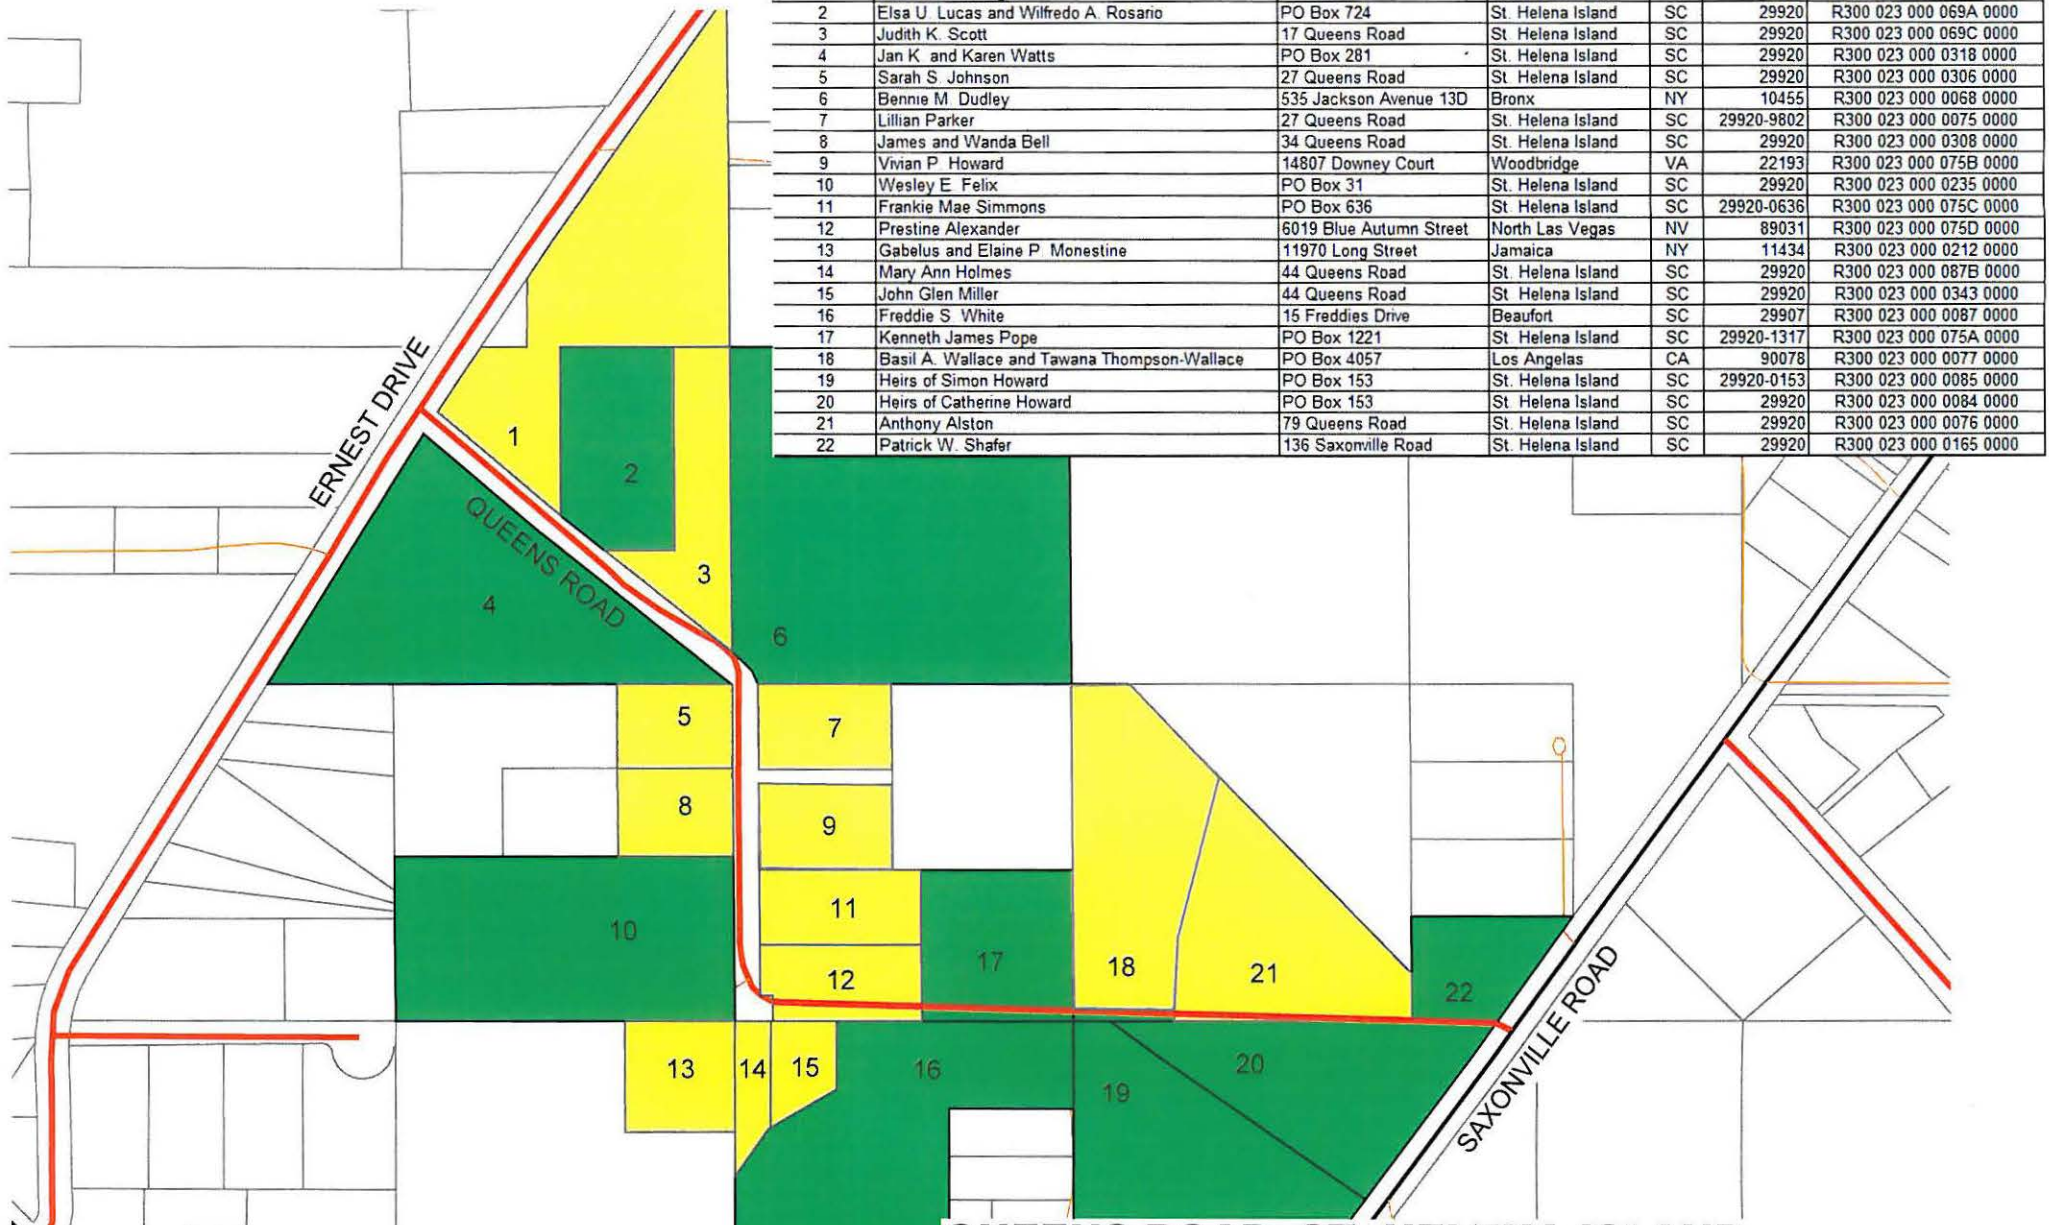 2 Elsa U. Lucas and Wilfredo A. Rosario PO Box 724 St. Helena Island SC 29920 R300 023 000 069A 0000
3 Judith K. Scott 17 Queens Road St. Helena Island SC 29920 R300 023 000 069C 0000
4 Jan K and Karen Watts PO Box 281 St. Helena Island SC 29920 R300 023 000 0318 0000
5 Sarah S. Johnson 27 Queens Road St. Helena Island SC 29920 R300 023 000 0306 0000
6 Bennie M. Dudley 535 Jackson Avenue 13D Bronx NY 10455 R300 023 000 0068 0000
7 Lillian Parker 27 Queens Road St. Helena Island SC 29920-9802 R300 023 000 0075 0000
8 James and Wanda Bell 34 Queens Road St. Helena Island SC 29920 R300 023 000 0308 0000
9 Vivian P. Howard 14807 Downey Court Woodbridge VA 22193 R300 023 000 075B 0000
10 Wesley E. Felix PO Box 31 St. Helena Island SC 29920 R300 023 000 0235 0000
11 Frankie Mae Simmons PO Box 636 St. Helena Island SC 29920-0636 R300 023 000 075C 0000
12 Prestine Alexander 6019 Blue Autumn Street North Las Vegas NV 89031 R300 023 000 075D 0000
13 Gabelus and Elaine P. Monestine 11970 Long Street Jamaica NY 11434 R300 023 000 0212 0000
14 Mary Ann Holmes 44 Queens Road St. Helena Island SC 29920 R300 023 000 087B 0000
15 John Glen Miller 44 Queens Road St. Helena Island SC 29920 R300 023 000 0343 0000
16 Freddie S. White 15 Freddies Drive Beaufort SC 29907 R300 023 000 0087 0000
17 Kenneth James Pope PO Box 1221 St. Helena Island SC 29920-1317 R300 023 000 075A 0000
18 Basil A. Wallace and Tawana Thompson-Wallace PO Box 4057 Los Angelas CA 90078 R300 023 000 0077 0000
19 Heirs of Simon Howard PO Box 153 St. Helena Island SC 29920-0153 R300 023 000 0085 0000
20 Heirs of Catherine Howard PO Box 153 St. Helena Island SC 29920 R300 023 000 0084 0000
21 Anthony Alston 79 Queens Road St. Helena Island SC 29920 R300 023 000 0076 0000
22 Patrick W. Shafer 136 Saxonville Road St. Helena Island SC 29920 R300 023 000 0165 0000
ERNEST DRIVE
1
2
QUEENS ROAD
3
4
6
5
7
8
9
11
10
17
12
18
21
22
SAXONVILLE ROAD
13
14
15
16
19
20